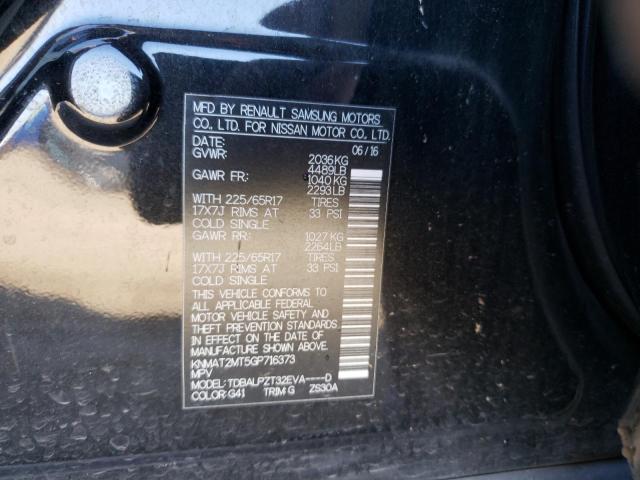 MFD BY RENAULT SAMSUNG MOTORS
CO., LTD. FOR NISSAN MOTOR CO., LTD.
DATE: 06/16
GVWR: 2036KG
4489LB
GAWR FR: 1040KG
2293LB
WITH 225/65R17 TIRES
17X7J RIMS AT 33 PSI
COLD SINGLE
GAWR RR: 1027KG
2264LB
WITH 225/65R17 TIRES
17X7J RIMS AT 33 PSI
COLD SINGLE
THIS VEHICLE CONFORMS TO
ALL APPLICABLE FEDERAL
MOTOR VEHICLE SAFETY AND
THEFT PREVENTION STANDARDS IN
EFFECT ON THE DATE OF
MANUFACTURE SHOWN ABOVE.
KNMAT2MT5GP716373
MPV
MODEL: TDBALPZT32EVA----D
COLOR: G41 TRIM: G ZS30A